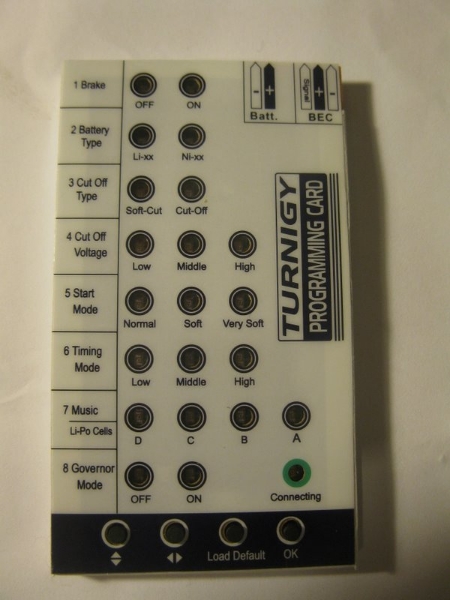 1 Brake
OFF
ON
- +
Batt.
Signal + -
BEC
2 Battery
Type
Li-xx
Ni-xx
3 Cut Off
Type
Soft-Cut
Cut-Off
TURNIGY
PROGRAMMING CARD
4 Cut Off
Voltage
Low
Middle
High
5 Start
Mode
Normal
Soft
Very Soft
6 Timing
Mode
Low
Middle
High
7 Music
Li-Po Cells
D
C
B
A
8 Governor
Mode
OFF
ON
Connecting
Load Default
OK